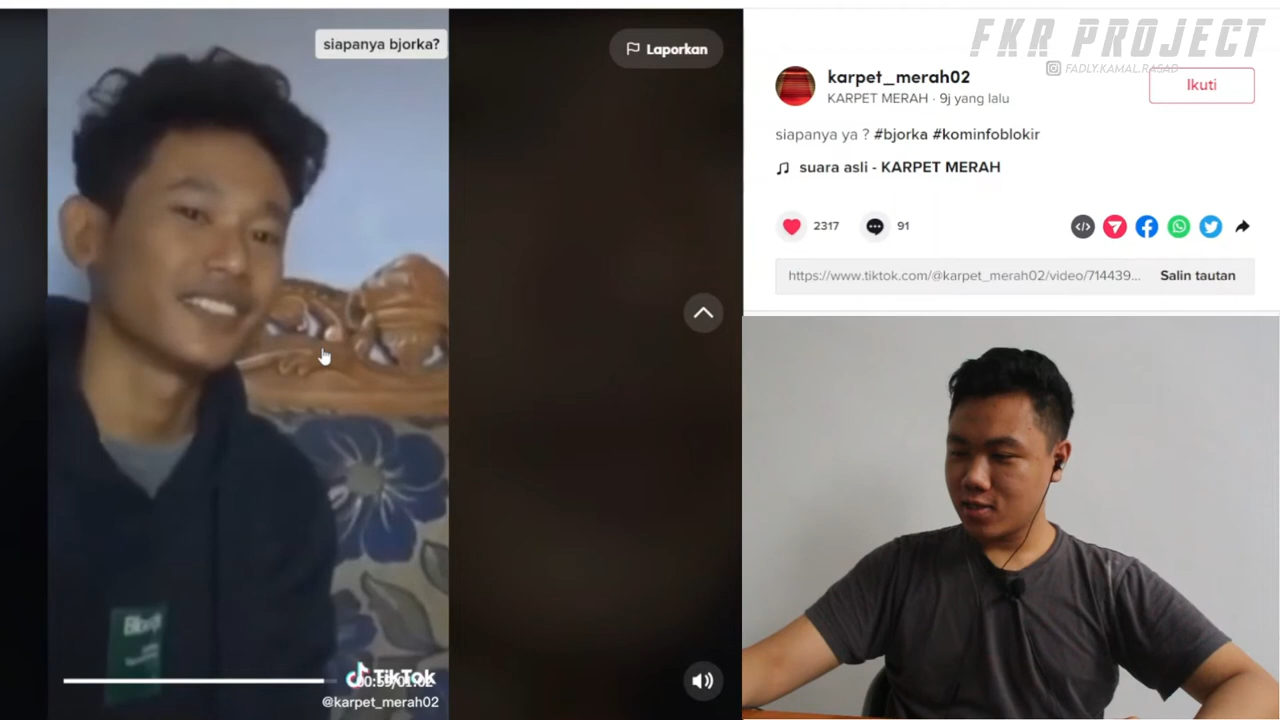 siapanya bjorka?
Laporkan
FKR PROJECT
FADLY.KAMAL.RASAD
karpet_merah02
KARPET MERAH · 9j yang lalu
Ikuti
siapanya ya ? #bjorka #kominfoblokir
suara asli - KARPET MERAH
2317
91
https://www.tiktok.com/@karpet_merah02/video/714439...
Salin tautan
TikTok
@karpet_merah02